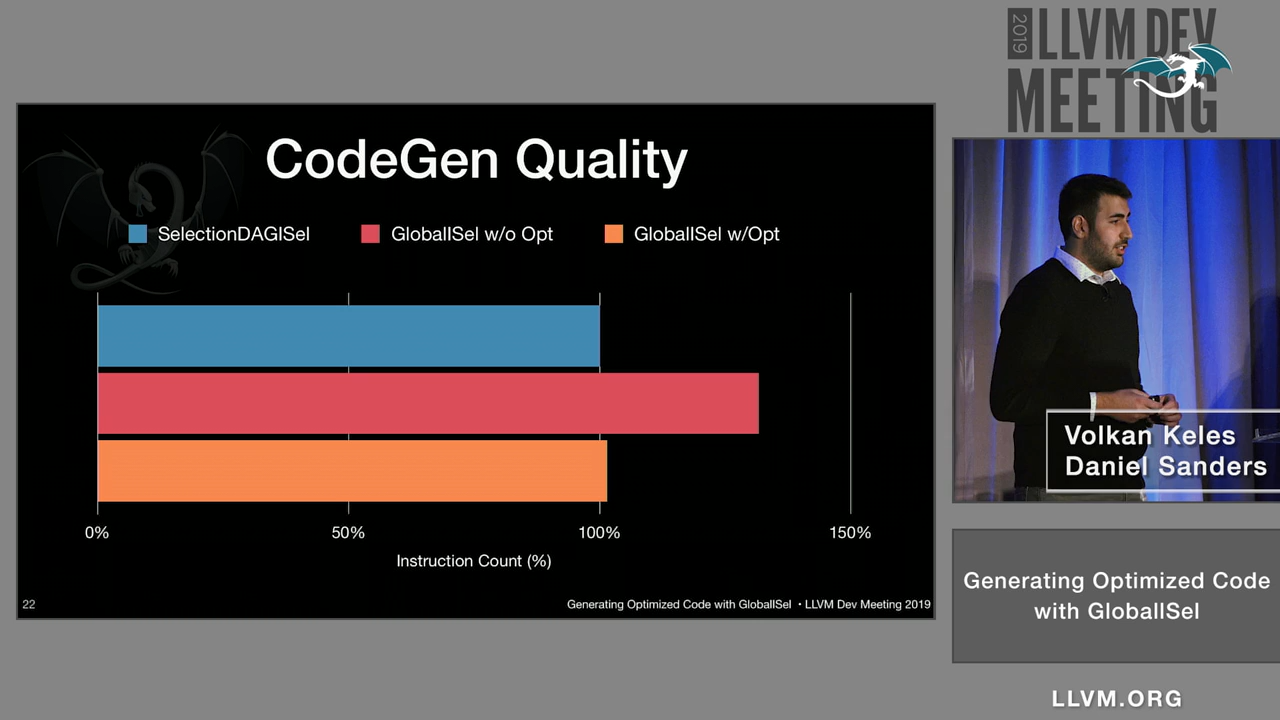 2019 LLVM DEV
MEETING
CodeGen Quality
SelectionDAGISel GlobalISel w/o Opt GlobalISel w/Opt
0% 50% 100% 150%
Instruction Count (%)
22 Generating Optimized Code with GlobalISel • LLVM Dev Meeting 2019
Volkan Keles
Daniel Sanders
Generating Optimized Code
with GlobalISel
LLVM.ORG